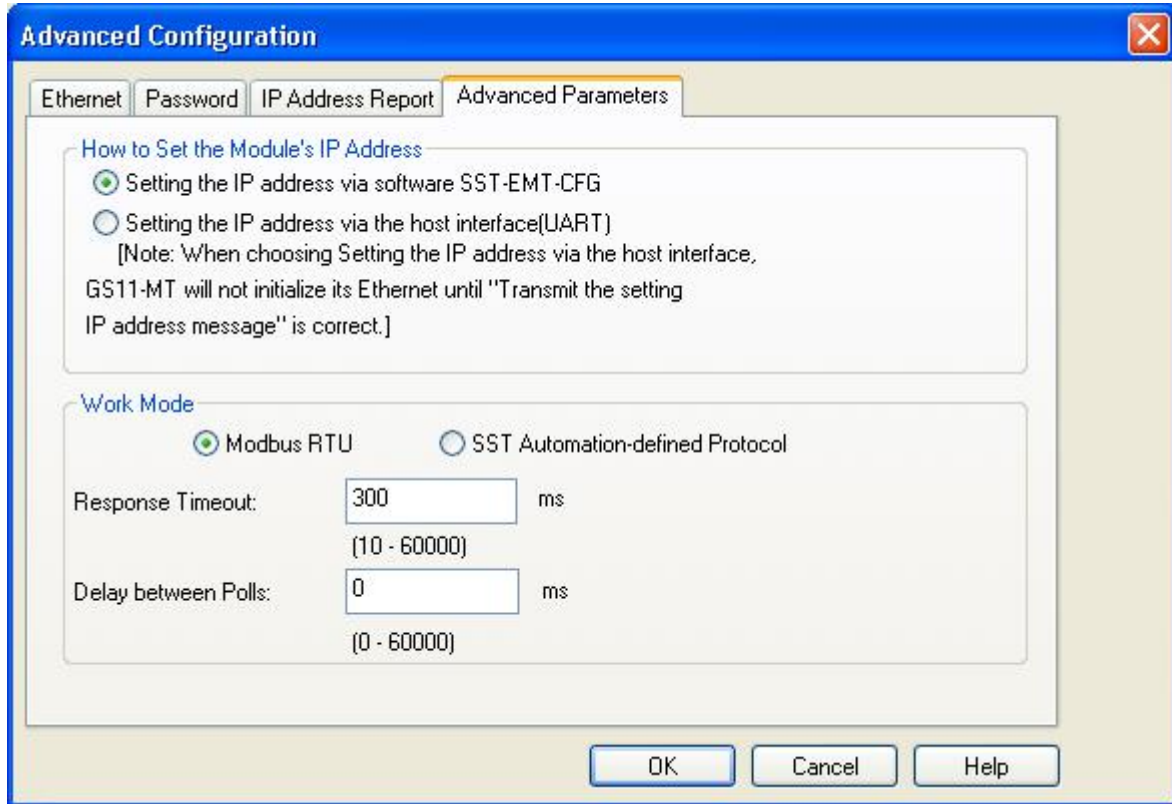 Advanced Configuration
Ethernet Password IP Address Report Advanced Parameters
How to Set the Module's IP Address
Setting the IP address via software SST-EMT-CFG
Setting the IP address via the host interface(UART)
[Note: When choosing Setting the IP address via the host interface,
GS11-MT will not initialize its Ethernet until "Transmit the setting
IP address message" is correct.]
Work Mode
Modbus RTU SST Automation-defined Protocol
Response Timeout: 300 ms
(10 - 60000)
Delay between Polls: 0 ms
(0 - 60000)
OK Cancel Help